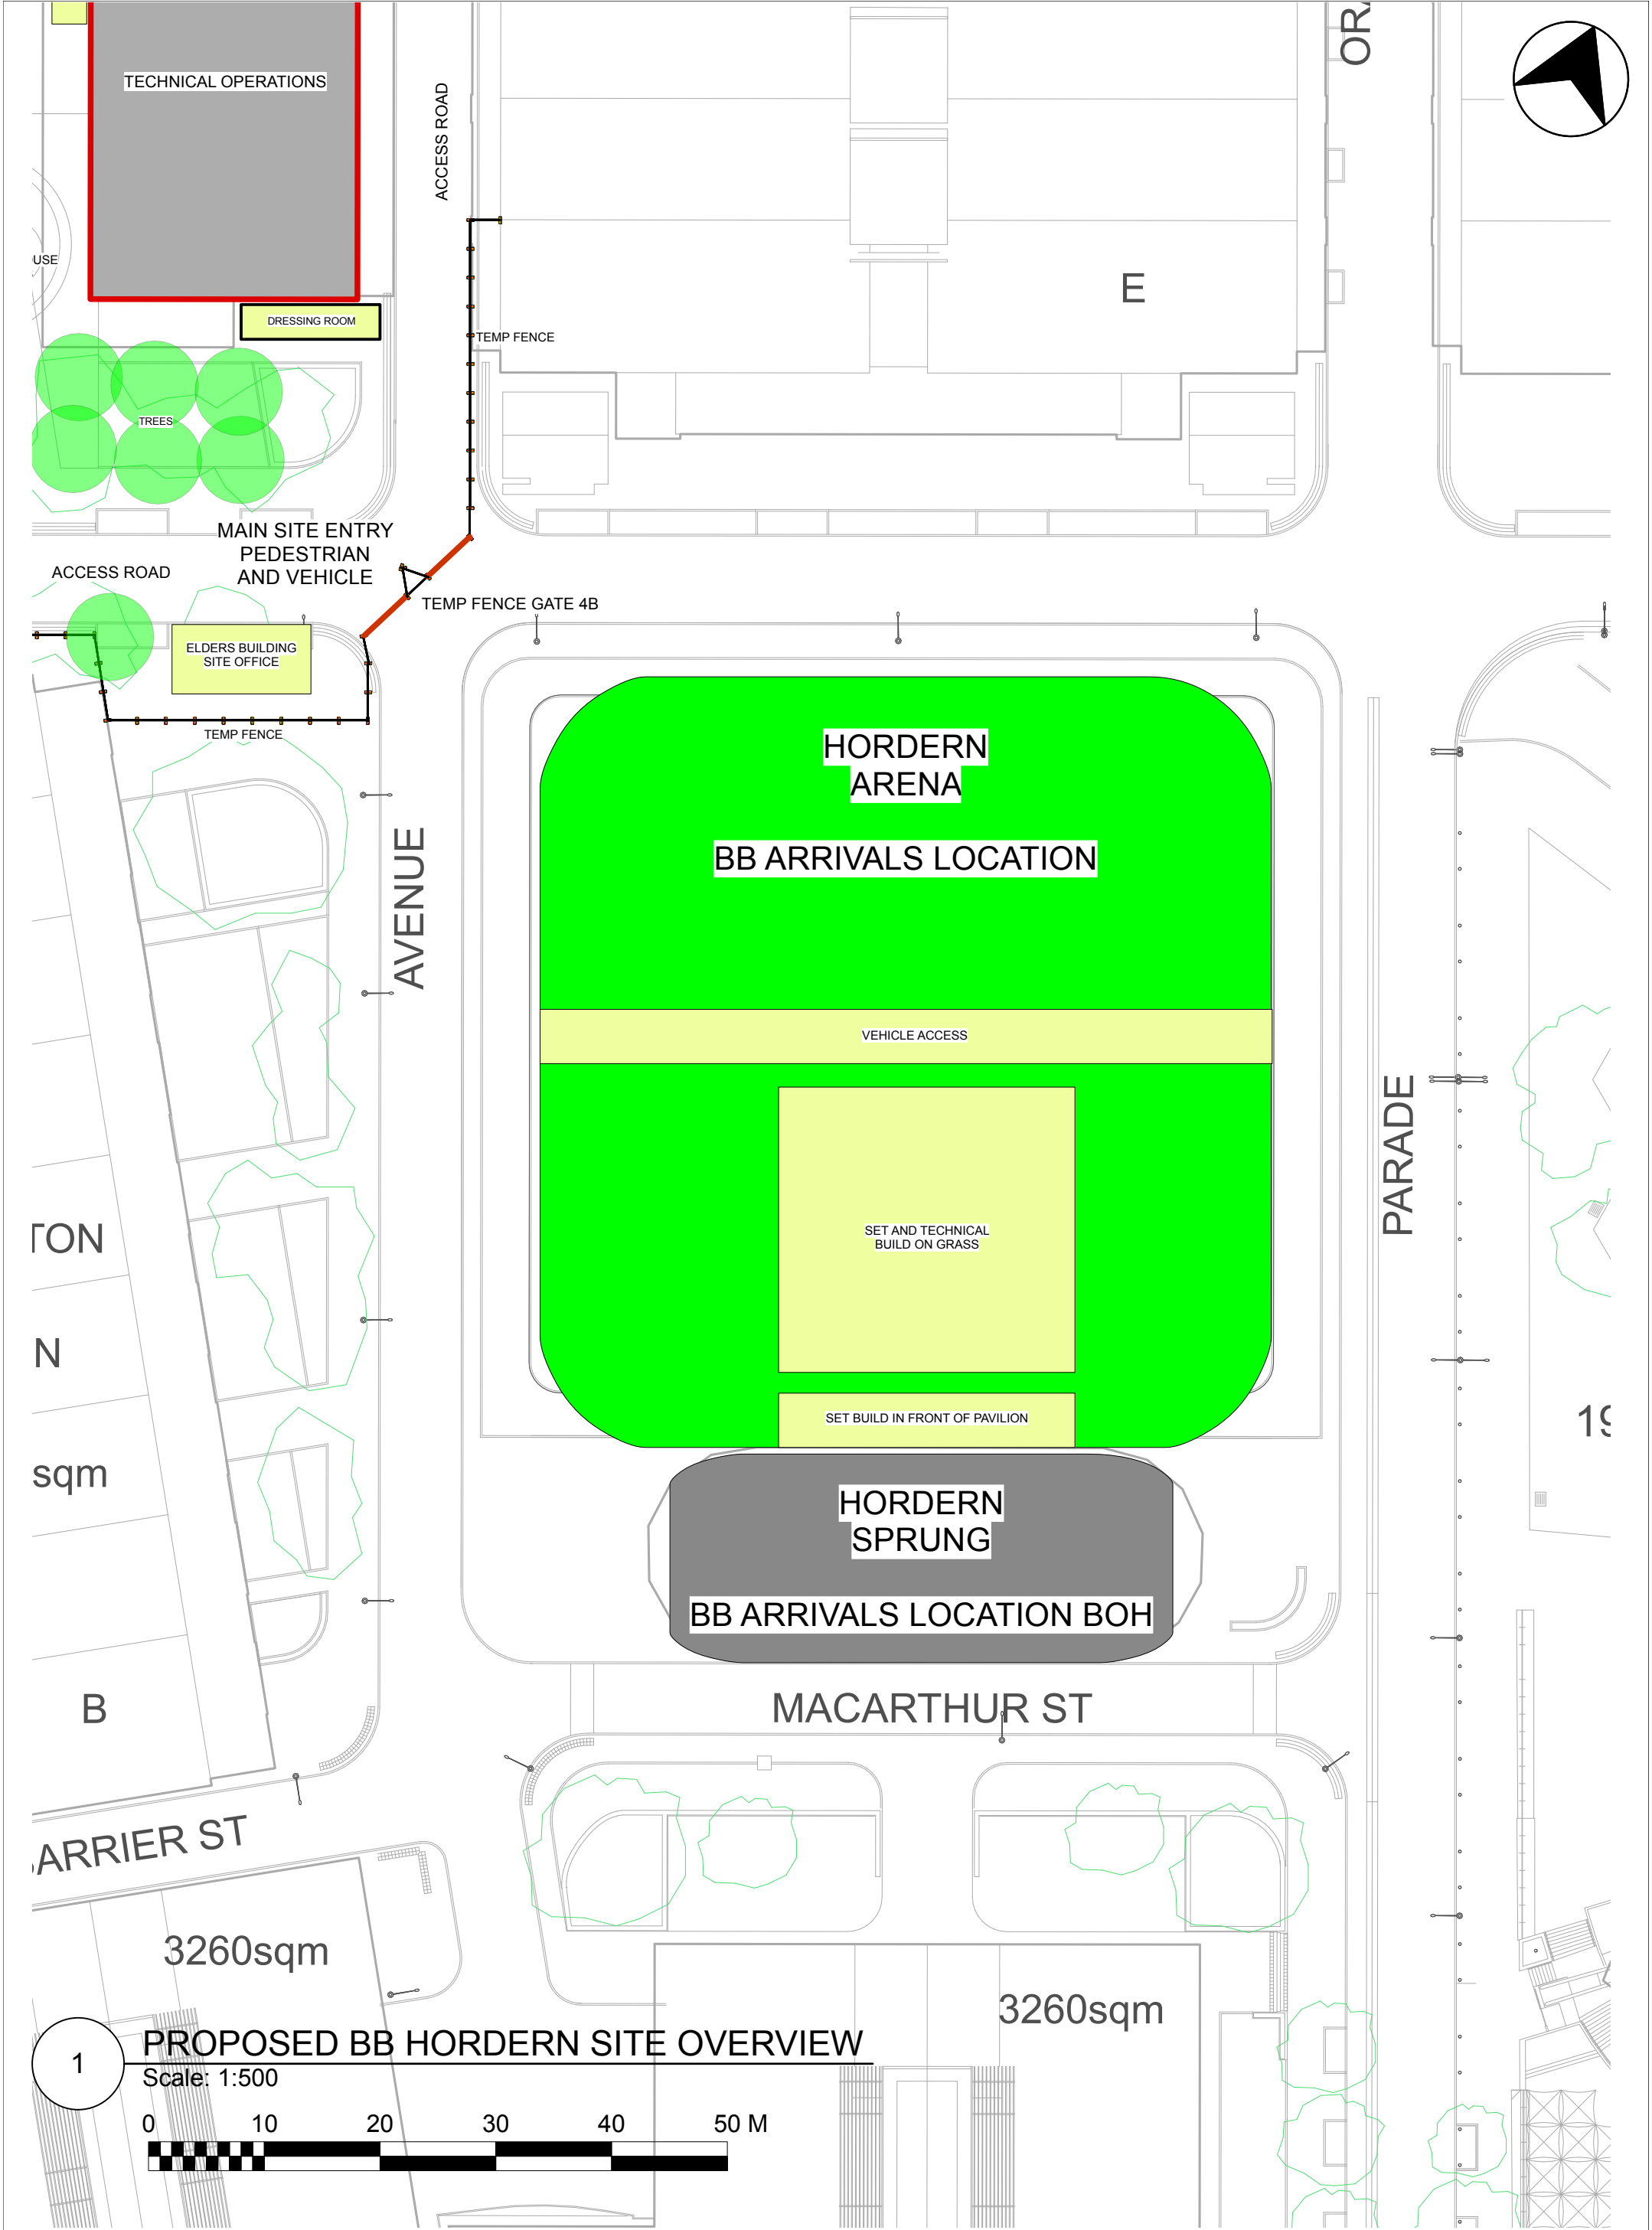 TECHNICAL OPERATIONS
ACCESS ROAD
E
DRESSING ROOM
TEMP FENCE
TREES
MAIN SITE ENTRY
PEDESTRIAN
AND VEHICLE
ACCESS ROAD
TEMP FENCE GATE 4B
ELDERS BUILDING
SITE OFFICE
TEMP FENCE
HORDERN
ARENA
BB ARRIVALS LOCATION
AVENUE
VEHICLE ACCESS
PARADE
SET AND TECHNICAL
BUILD ON GRASS
TON
N
SET BUILD IN FRONT OF PAVILION
sqm
HORDERN
SPRUNG
BB ARRIVALS LOCATION BOH
B
MACARTHUR ST
ARRIER ST
3260sqm
3260sqm
1
PROPOSED BB HORDERN SITE OVERVIEW
Scale: 1:500
0 10 20 30 40 50 M